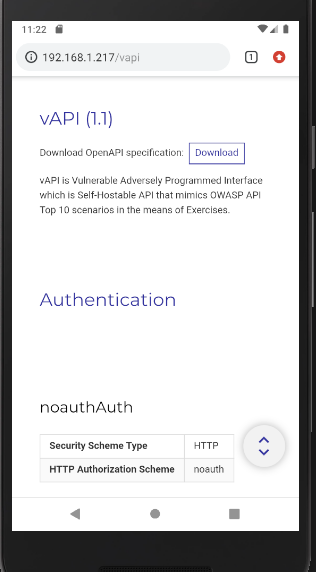 11:22
192.168.1.217/vapi
1
vAPI (1.1)
Download OpenAPI specification: Download
vAPI is Vulnerable Adversely Programmed Interface
which is Self-Hostable API that mimics OWASP API
Top 10 scenarios in the means of Exercises.
Authentication
noauthAuth
Security Scheme Type HTTP
HTTP Authorization Scheme noauth